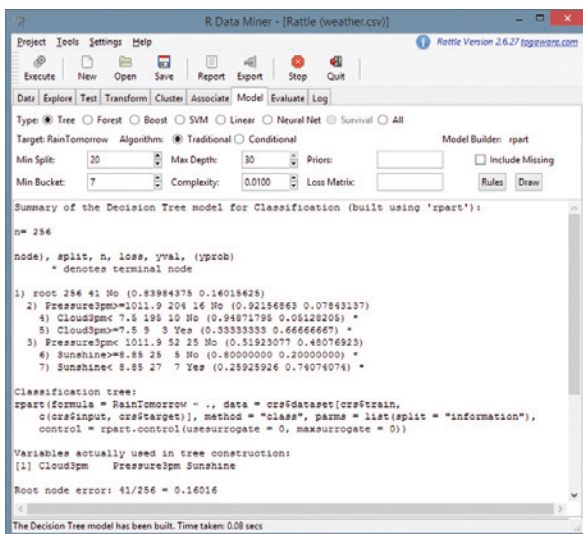 R Data Miner - [Rattle (weather.csv)]
Project Tools Settings Help
Rattle Version 2.6.27 togaware.com
Execute New Open Save Report Export Stop Quit
Data Explore Test Transform Cluster Associate Model Evaluate Log
Type: Tree Forest Boost SVM Linear Neural Net Survival All
Target: RainTomorrow Algorithm: Traditional Conditional Model Builder: rpart
Min Split: 20 Max Depth: 30 Priors: Include Missing
Min Bucket: 7 Complexity: 0.0100 Loss Matrix: Rules Draw
Summary of the Decision Tree model for Classification (built using 'rpart'):
n= 256
node), split, n, loss, yval, (yprob)
* denotes terminal node
1) root 256 41 No (0.83984375 0.16015625)
2) Pressure3pm>=1011.9 204 16 No (0.92156863 0.07843137)
4) Cloud3pm< 7.5 195 10 No (0.94871795 0.05128205) *
5) Cloud3pm>=7.5 9 3 Yes (0.33333333 0.66666667) *
3) Pressure3pm< 1011.9 52 25 No (0.51923077 0.48076923)
6) Sunshine>=8.85 25 5 No (0.80000000 0.20000000) *
7) Sunshine< 8.85 27 7 Yes (0.25925926 0.74074074) *
Classification tree:
rpart(formula = RainTomorrow ~ ., data = crs$dataset[crs$train,
c(crs$input, crs$target)], method = "class", parms = list(split = "information"),
control = rpart.control(usesurrogate = 0, maxsurrogate = 0))
Variables actually used in tree construction:
[1] Cloud3pm Pressure3pm Sunshine
Root node error: 41/256 = 0.16016
The Decision Tree model has been built. Time taken: 0.08 secs